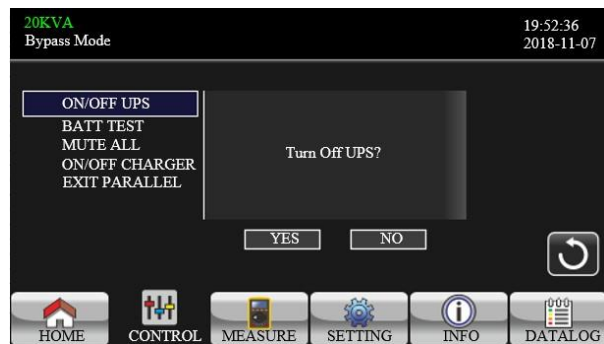 20KVA
Bypass Mode
19:52:36
2018-11-07
ON/OFF UPS
BATT TEST
MUTE ALL
ON/OFF CHARGER
EXIT PARALLEL
Turn Off UPS?
YES
NO
HOME
CONTROL
MEASURE
SETTING
INFO
DATALOG